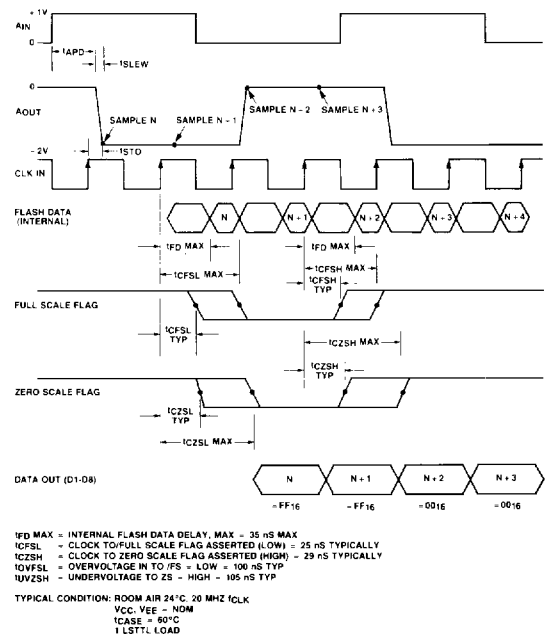 + 1V
AIN
0
tAPD
tSLEW
0
AOUT
SAMPLE N
SAMPLE N - 1
SAMPLE N - 2
SAMPLE N + 3
- 2V
tSTO
CLK IN
FLASH DATA
(INTERNAL)
N
N + 1
N + 2
N + 3
N + 4
tFD MAX
tFD MAX
tCFSL MAX
tCFSH MAX
tCFSH
TYP
FULL SCALE FLAG
tCFSL
TYP
tCZSH MAX
tCZSH
TYP
ZERO SCALE FLAG
tCZSL
TYP
tCZSL MAX
DATA OUT (D1-D8)
N
N + 1
N + 2
N + 3
= FF16
= FF16
= 0016
= 0016
tFD MAX = INTERNAL FLASH DATA DELAY, MAX - 35 nS MAX
tCFSL = CLOCK TO/FULL SCALE FLAG ASSERTED (LOW) = 25 nS TYPICALLY
tCZSH = CLOCK TO ZERO SCALE FLAG ASSERTED (HIGH) - 29 nS TYPICALLY
tOVFSL = OVERVOLTAGE IN TO /FS = LOW = 100 nS TYP
tUVZSH - UNDERVOLTAGE TO ZS - HIGH - 105 nS TYP
TYPICAL CONDITION: ROOM AIR 24°C, 20 MHZ fCLK
VCC, VEE - NOM
tCASE = 60°C
1 LSTTL LOAD